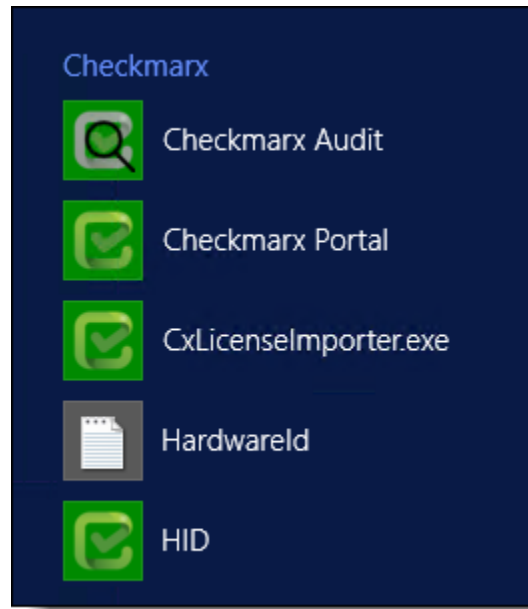 Checkmarx
Checkmarx Audit
Checkmarx Portal
CxLicenseImporter.exe
HardwareId
HID